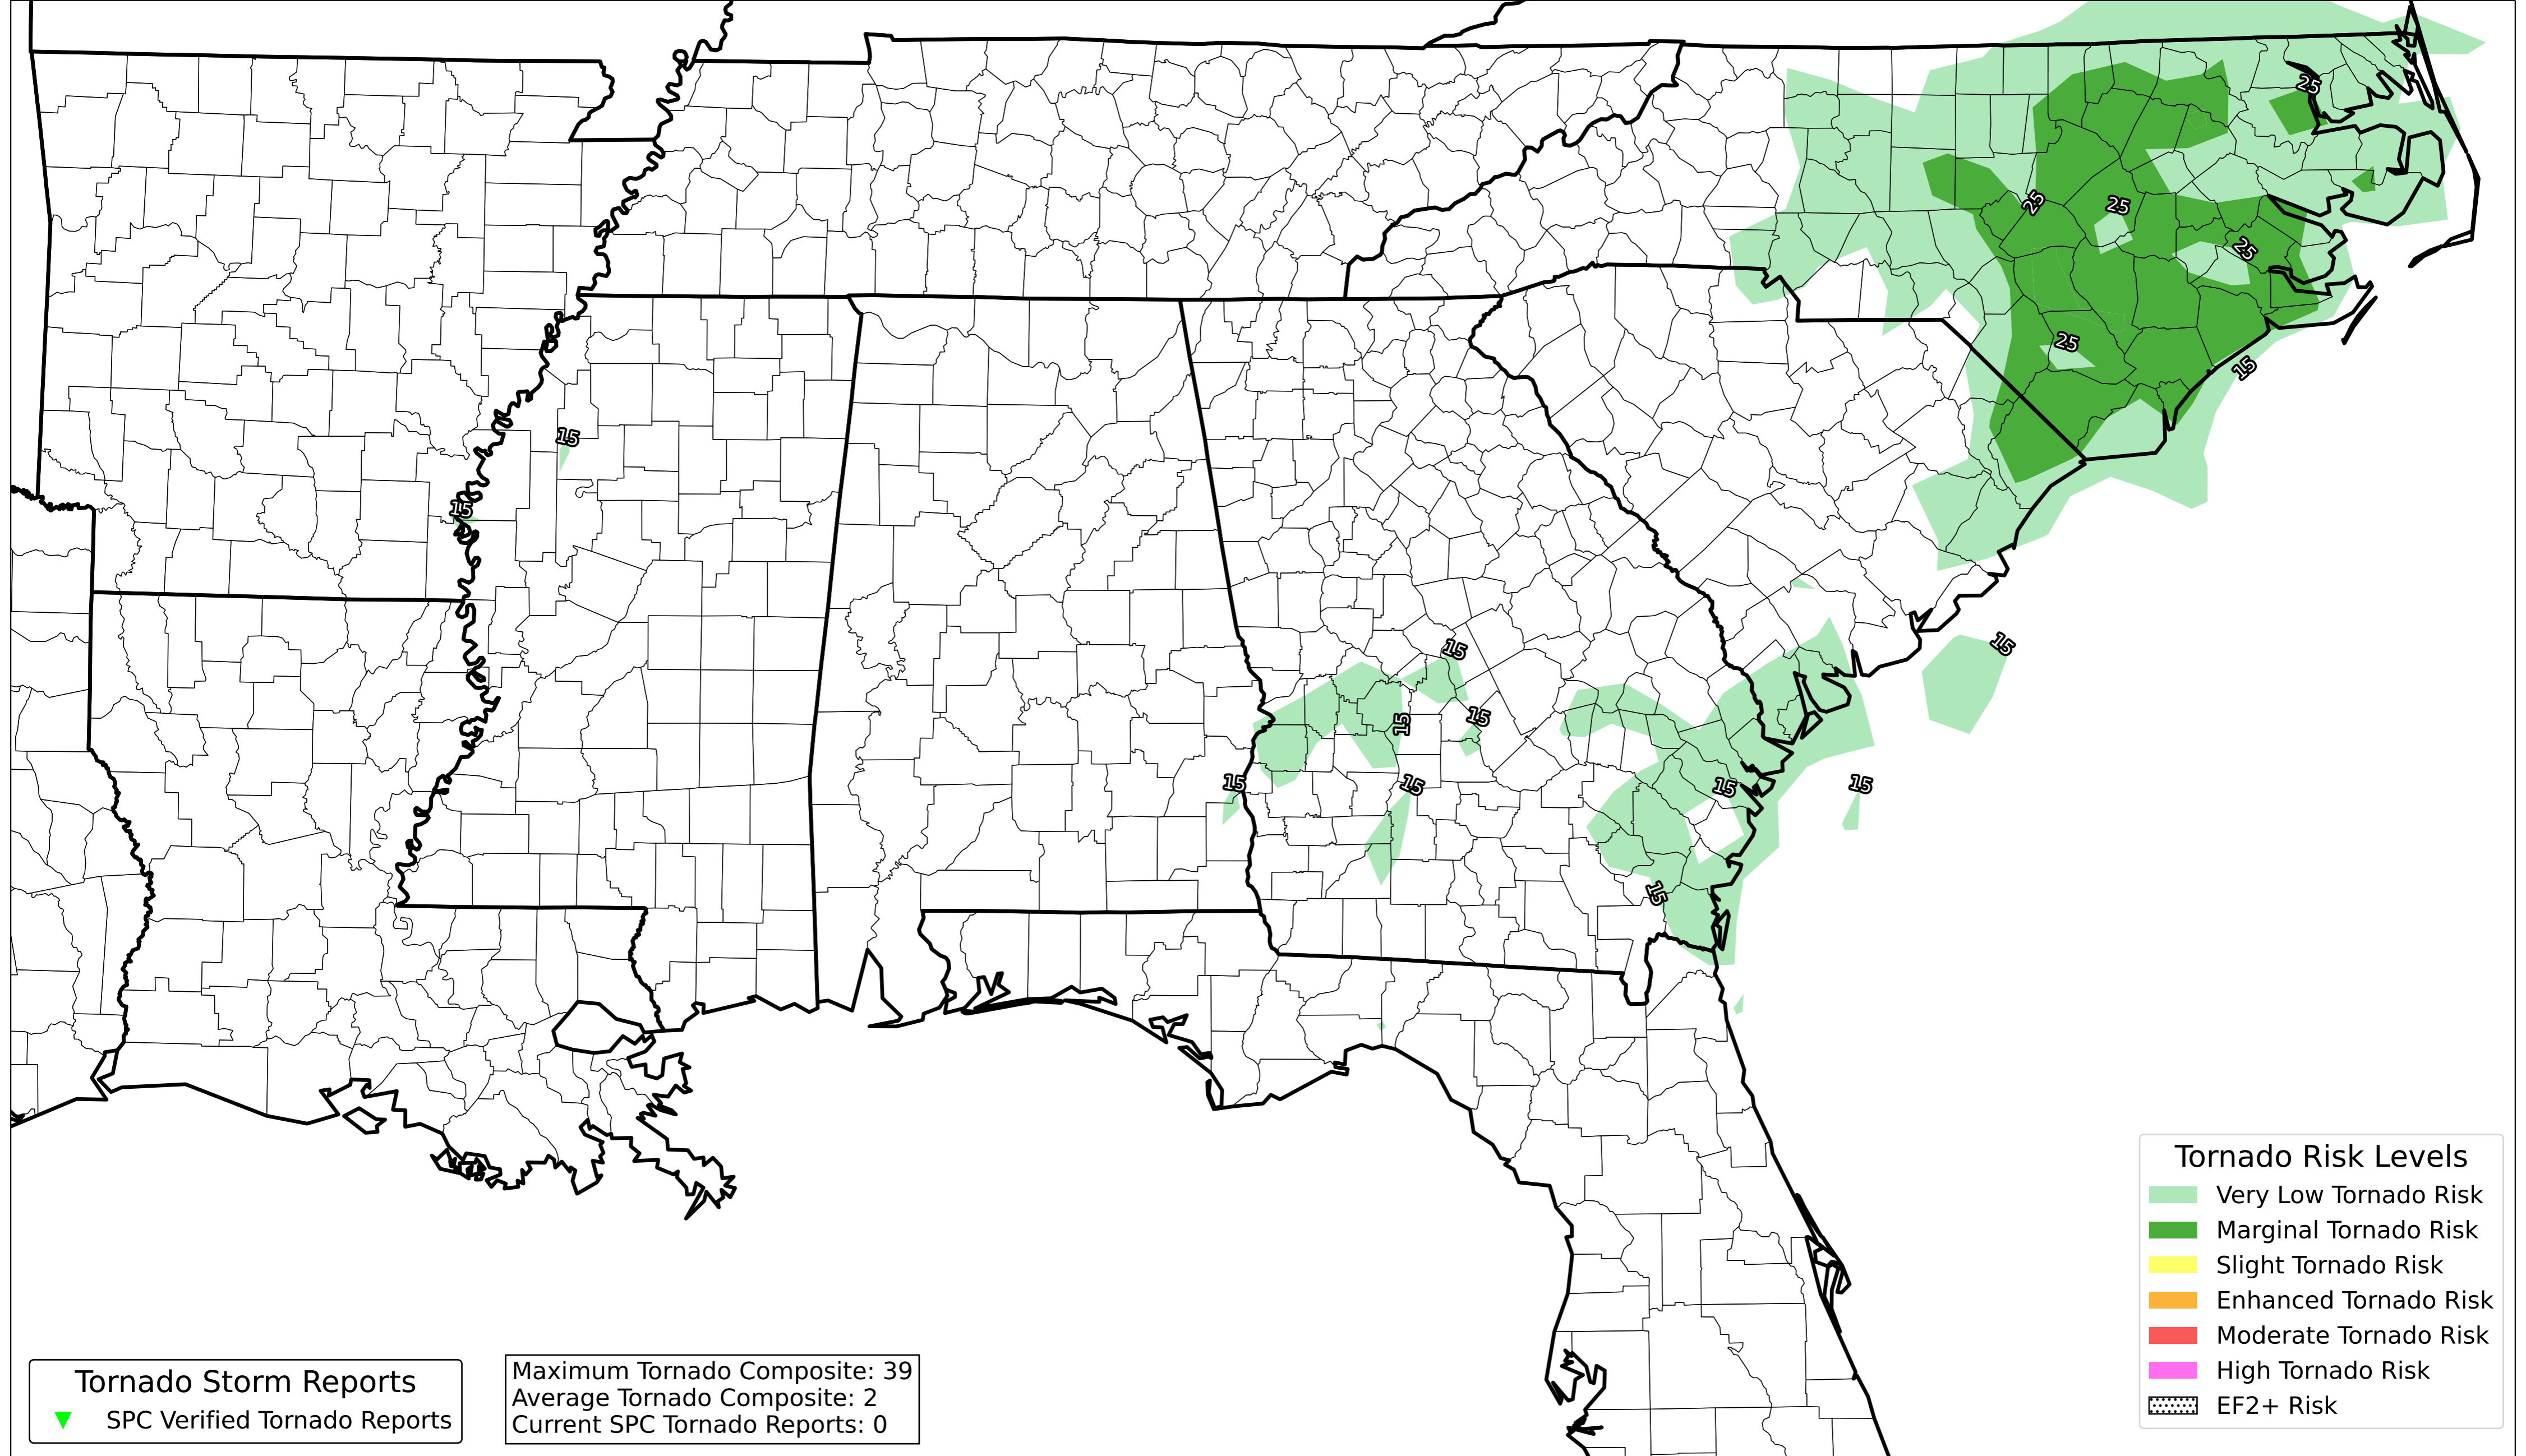 25
25
25
25
25
15
15
15
15
15
15
15
15
15
15
15
15
Tornado Risk Levels
Very Low Tornado Risk
Marginal Tornado Risk
Slight Tornado Risk
Enhanced Tornado Risk
Moderate Tornado Risk
High Tornado Risk
EF2+ Risk
Tornado Storm Reports
SPC Verified Tornado Reports
Maximum Tornado Composite: 39
Average Tornado Composite: 2
Current SPC Tornado Reports: 0